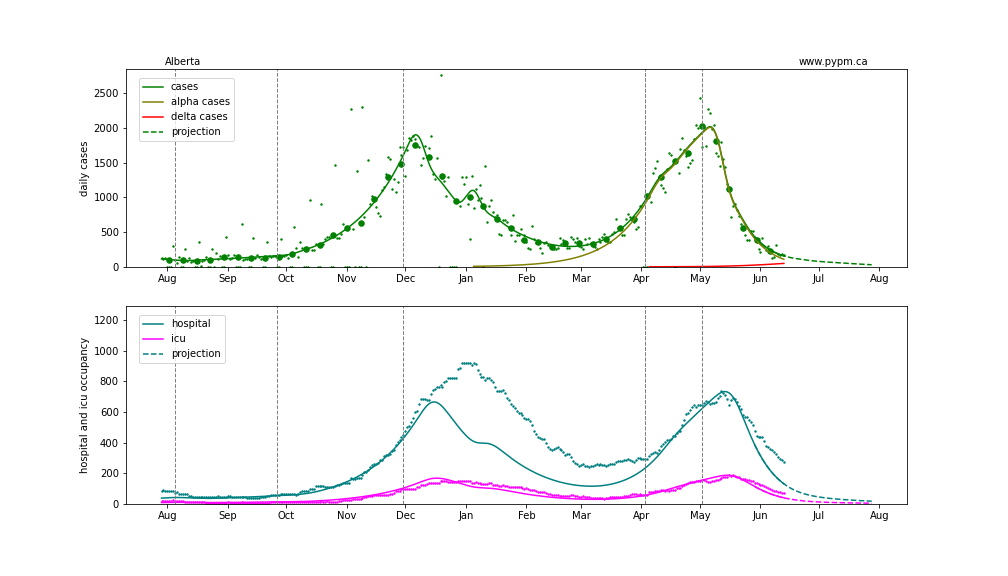 Alberta
www.pypm.ca
daily cases
2500
2000
1500
1000
500
0
cases
alpha cases
delta cases
projection
Aug Sep Oct Nov Dec Jan Feb Mar Apr May Jun Jul Aug
hospital and icu occupancy
1200
1000
800
600
400
200
0
hospital
icu
projection
Aug Sep Oct Nov Dec Jan Feb Mar Apr May Jun Jul Aug